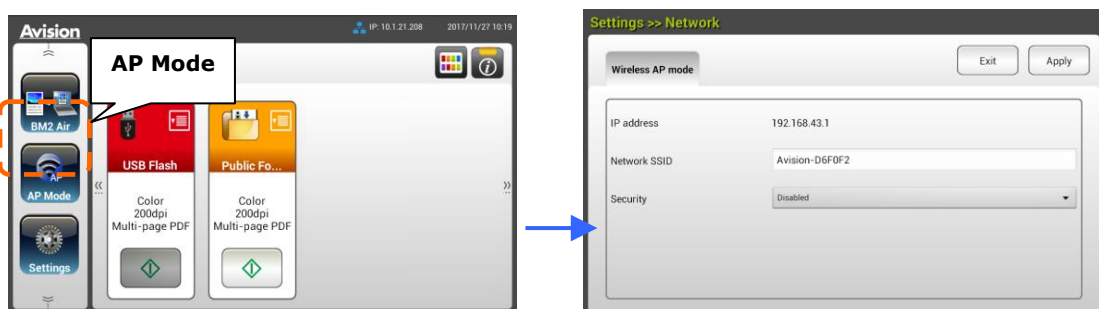 Avision
IP: 10.1.21.208
2017/11/27 10:19
AP Mode
BM2 Air
AP
AP Mode
Settings
USB Flash
Color
200dpi
Multi-page PDF
Public Fo...
Color
200dpi
Multi-page PDF
Settings >> Network
Wireless AP mode
Exit
Apply
IP address
192.168.43.1
Network SSID
Avision-D6F0F2
Security
Disabled